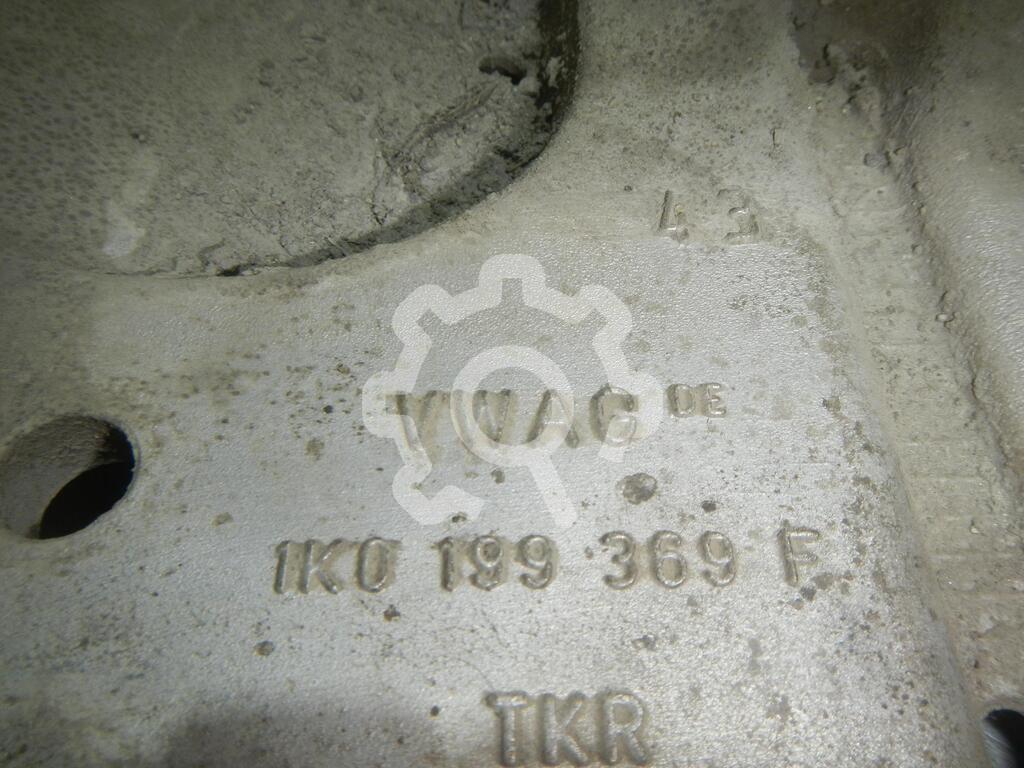 43
VWAG DE
1K0 199 369 F
TKR